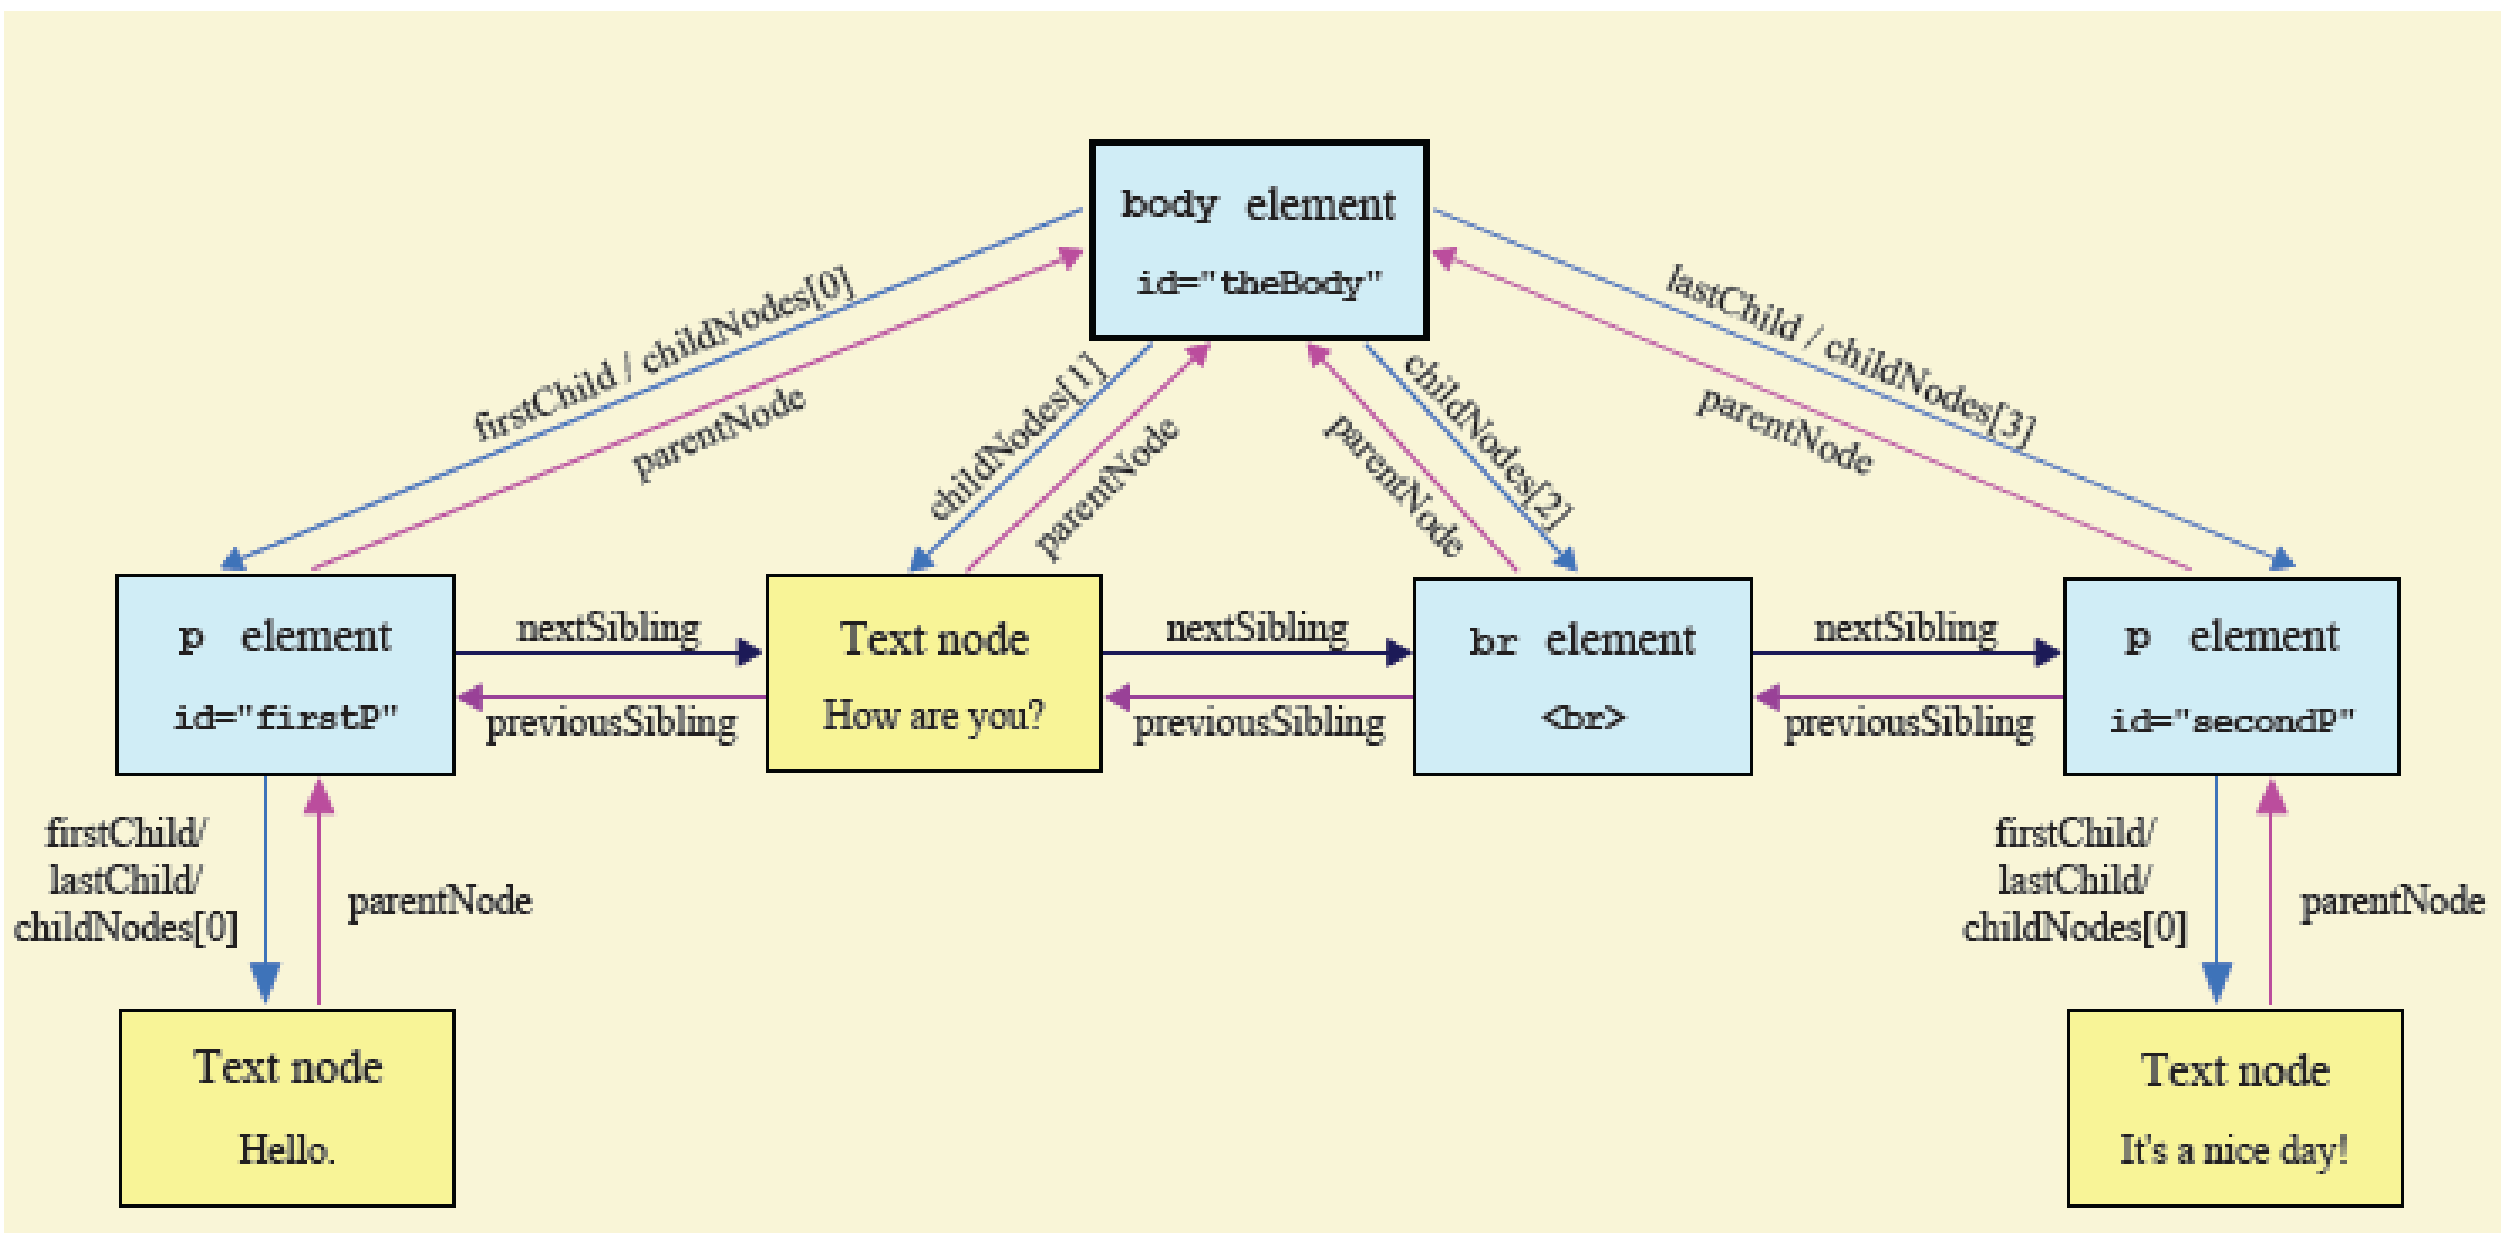 body element
id="theBody"
firstChild / childNodes[0]
parentNode
childNodes[1]
parentNode
parentNode
childNodes[2]
lastChild / childNodes[3]
parentNode
p element
id="firstP"
nextSibling
previousSibling
Text node
How are you?
nextSibling
previousSibling
br element
<br>
nextSibling
previousSibling
p element
id="secondP"
firstChild/
lastChild/
childNodes[0]
parentNode
firstChild/
lastChild/
childNodes[0]
parentNode
Text node
Hello.
Text node
It's a nice day!